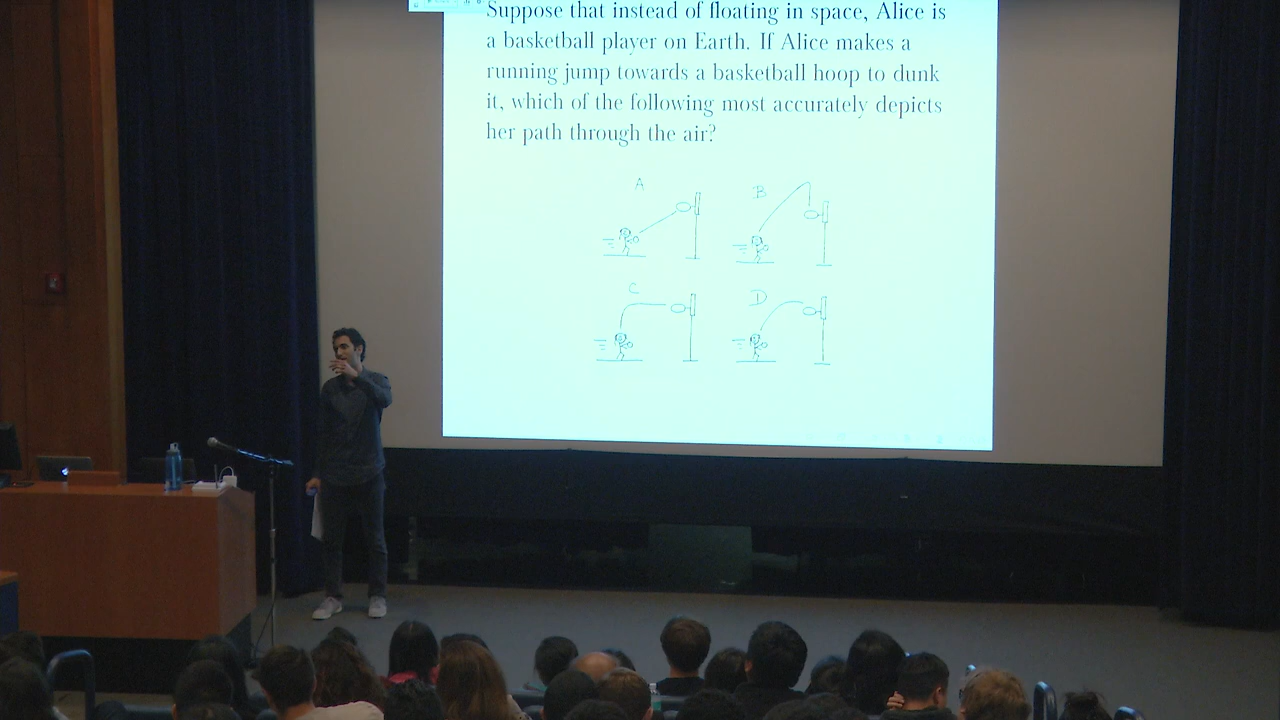 Suppose that instead of floating in space, Alice is
a basketball player on Earth. If Alice makes a
running jump towards a basketball hoop to dunk
it, which of the following most accurately depicts
her path through the air?
A
B
C
D